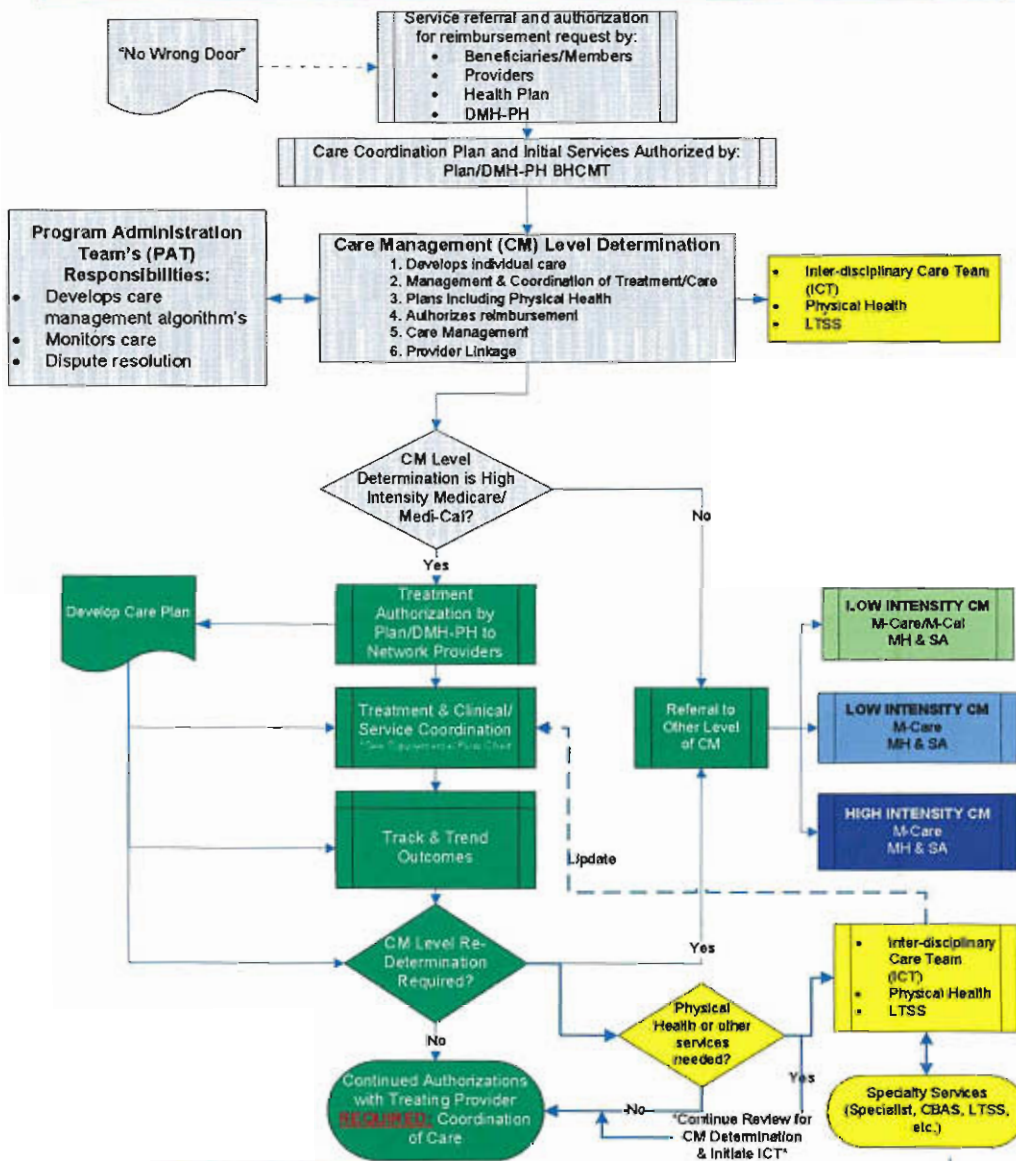 "No Wrong Door"
Service referral and authorization
for reimbursement request by:
• Beneficiaries/Members
• Providers
• Health Plan
• DMH-PH
Care Coordination Plan and Initial Services Authorized by:
Plan/DMH-PH BHCMT
Program Administration
Team's (PAT)
Responsibilities:
• Develops care
management algorithm's
• Monitors care
• Dispute resolution
Care Management (CM) Level Determination
1. Develops individual care
2. Management & Coordination of Treatment/Care
3. Plans Including Physical Health
4. Authorizes reimbursement
5. Care Management
6. Provider Linkage
• Inter-disciplinary Care Team
(ICT)
• Physical Health
• LTSS
CM Level
Determination is High
Intensity Medicare/
Medi-Cal?
No
Yes
Develop Care Plan
Treatment
Authorization by
Plan/DMH-PH to
Network Providers
LOW INTENSITY CM
M-Care/M-Cal
MH & SA
Treatment & Clinical/
Service Coordination
Referral to
Other Level
of CM
LOW INTENSITY CM
M-Care
MH & SA
Track & Trend
Outcomes
HIGH INTENSITY CM
M-Care
MH & SA
Update
CM Level Re-
Determination
Required?
Yes
• Inter-disciplinary
Care Team
(ICT)
• Physical Health
• LTSS
Physical
Health or other
services
needed?
No
Yes
Continued Authorizations
with Treating Provider
REQUIRED: Coordination
of Care
No
*Continue Review for
CM Determination
& Initiate ICT*
Specialty Services
(Specialist, CBAS, LTSS,
etc.)